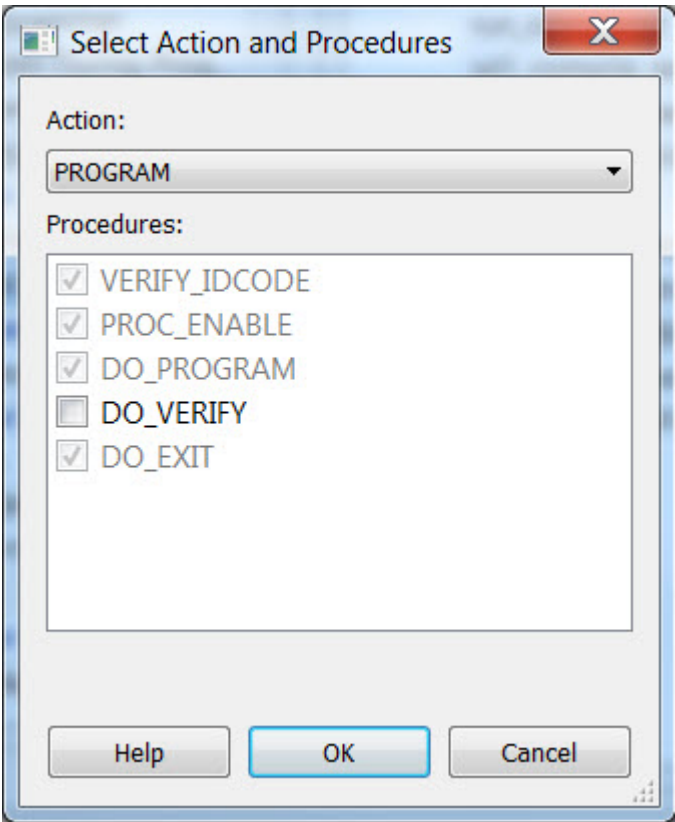 Select Action and Procedures
Action:
PROGRAM
Procedures:
VERIFY_IDCODE
PROC_ENABLE
DO_PROGRAM
DO_VERIFY
DO_EXIT
Help OK Cancel